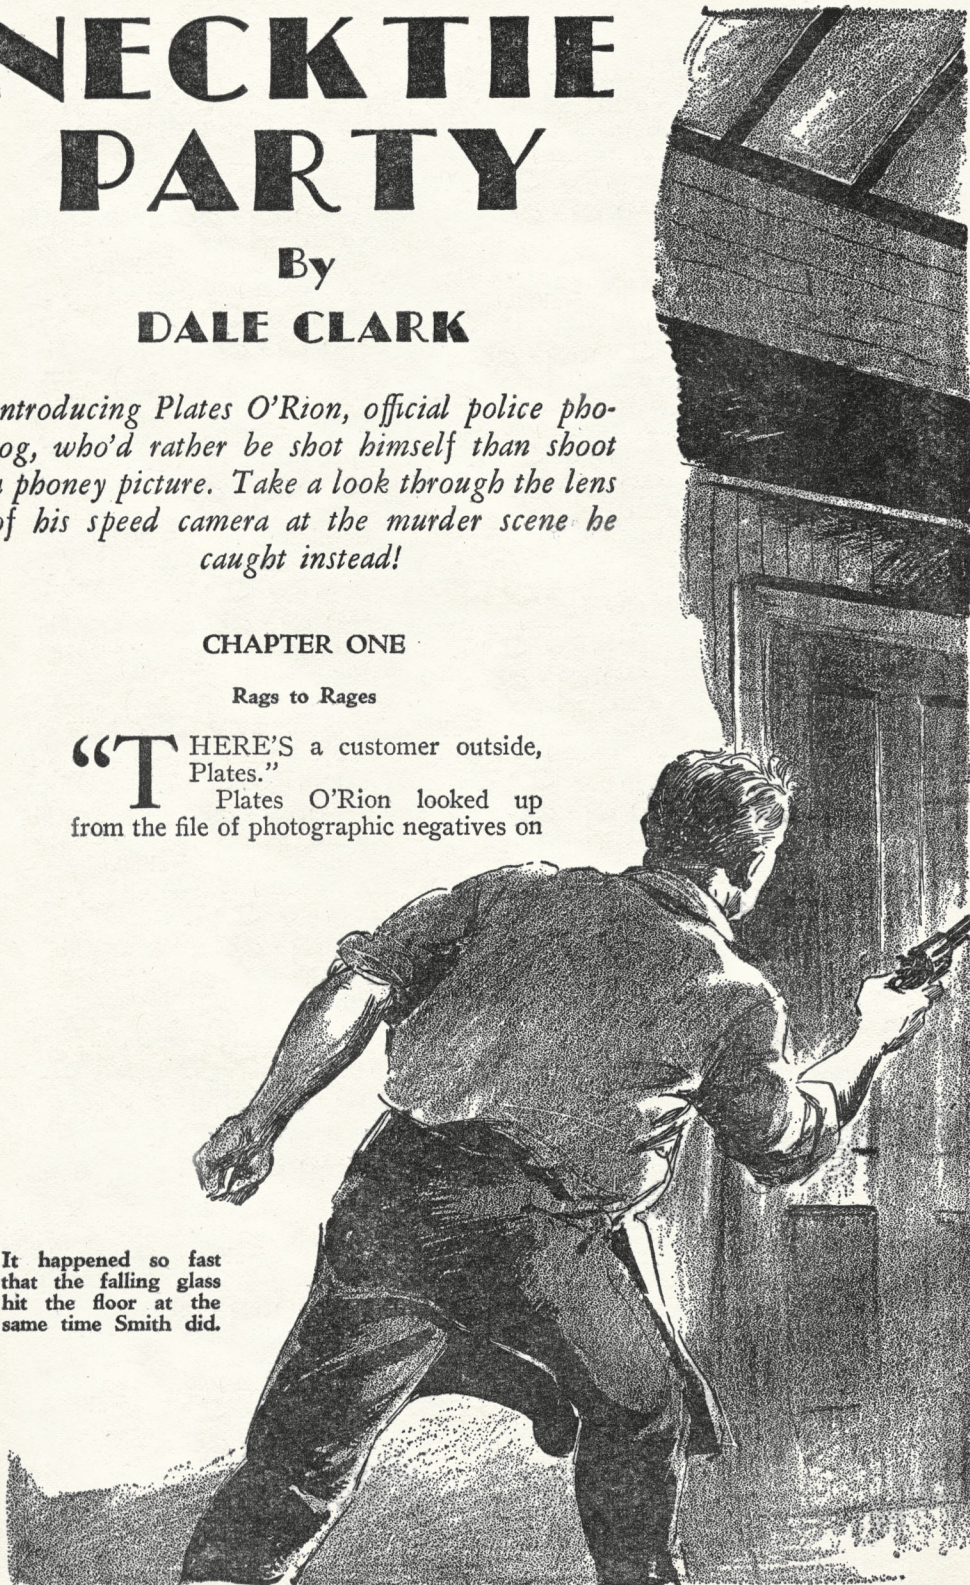 NECKTIE
PARTY
By
DALE CLARK
ntroducing Plates O'Rion, official police pho-
og, who'd rather be shot himself than shoot
a phoney picture. Take a look through the lens
of his speed camera at the murder scene he
caught instead!
CHAPTER ONE
Rags to Rages
“THERE'S a customer outside,
Plates.”
Plates O'Rion looked up
from the file of photographic negatives on
It happened so fast
that the falling glass
hit the floor at the
same time Smith did.